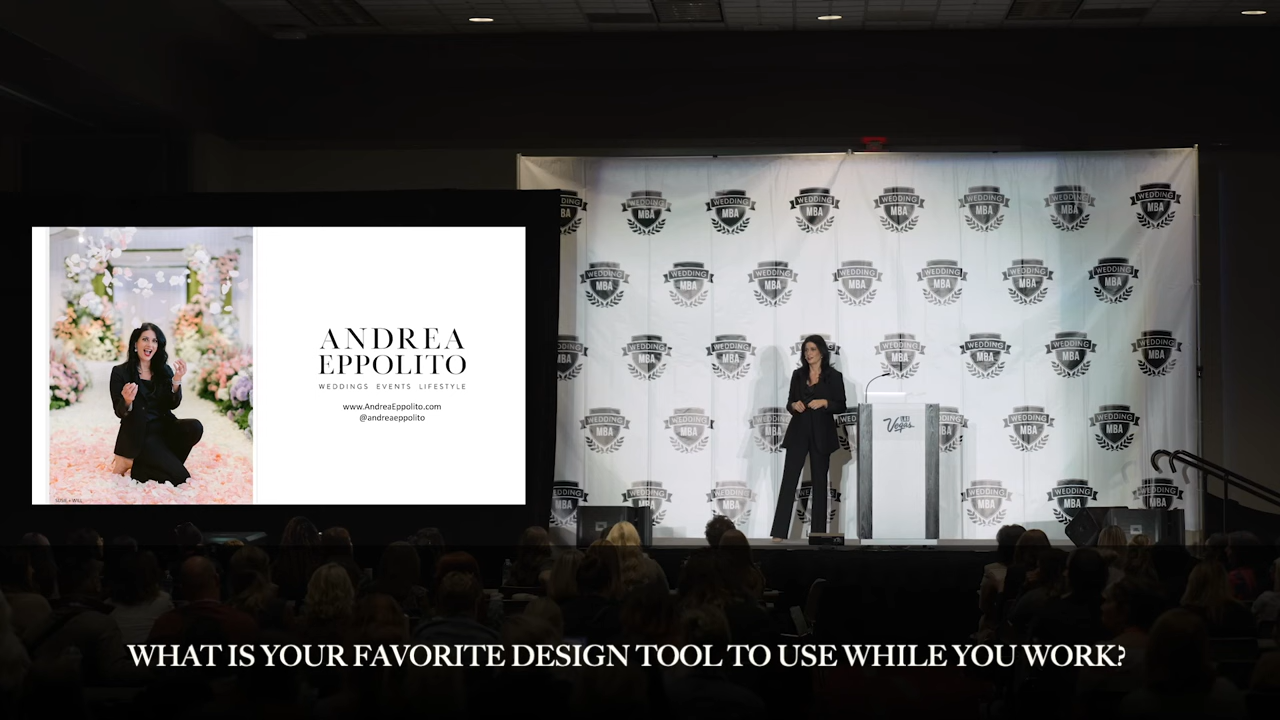 ANDREA
EPPOLITO
WEDDINGS EVENTS LIFESTYLE
www.AndreaEppolito.com
@andreaeppolito
WEDDING
MBA
LAS
Vegas
WHAT IS YOUR FAVORITE DESIGN TOOL TO USE WHILE YOU WORK?